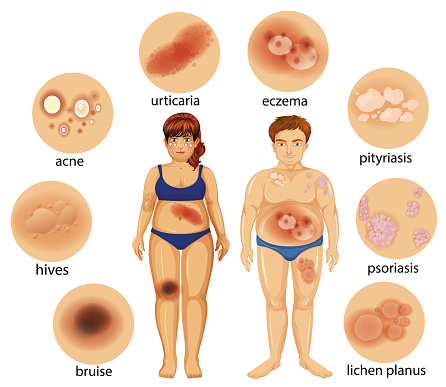 urticaria
eczema
acne
pityriasis
hives
psoriasis
bruise
lichen planus